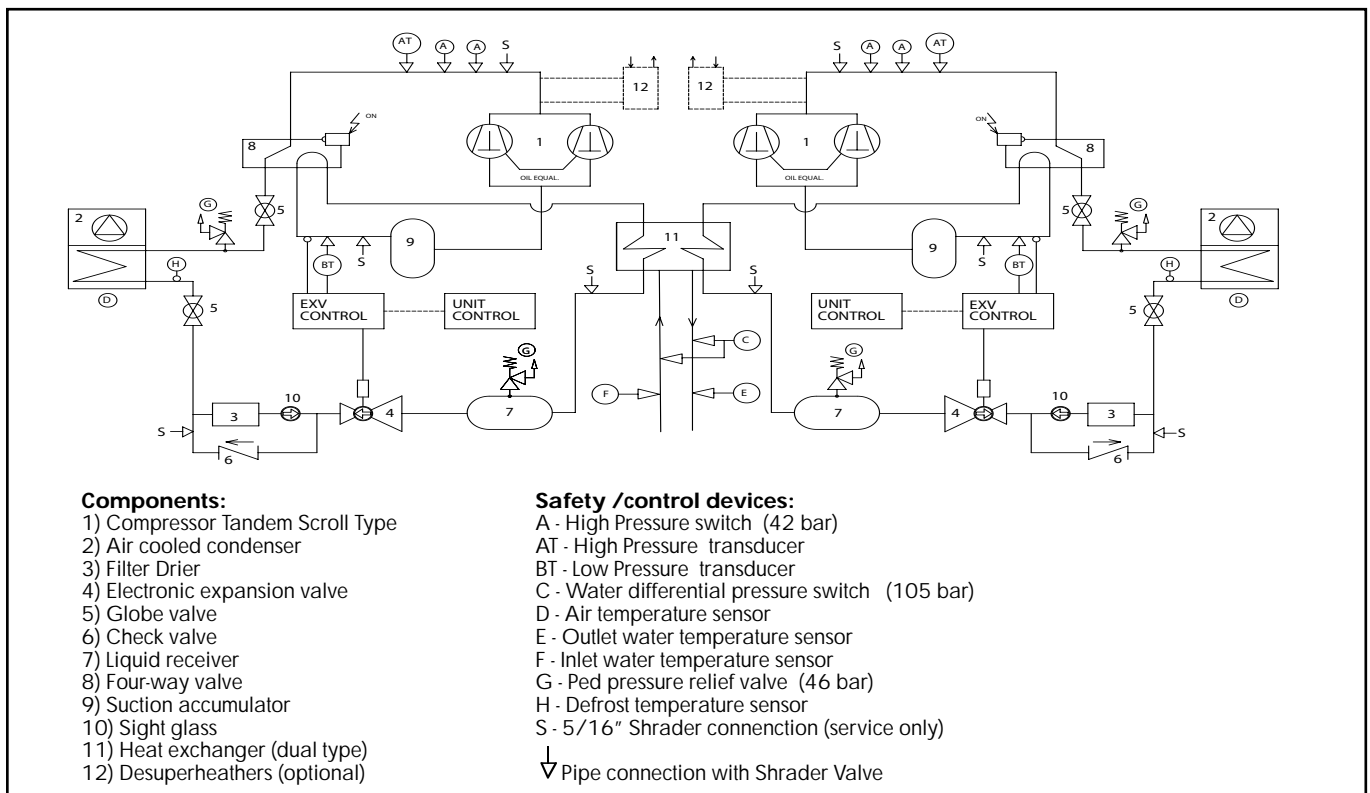 AT A A S S A A AT
12 12
ON ON
8 1 1 8
OIL EQUAL. OIL EQUAL.
G 5 5 G
2 9 11 9 2
H BT S S S S BT H
D D
5 EXV CONTROL UNIT CONTROL UNIT CONTROL EXV CONTROL 5
C
G G
F E
10 10
3 4 7 7 4 3
S S
6 6
Components:
1) Compressor Tandem Scroll Type
2) Air cooled condenser
3) Filter Drier
4) Electronic expansion valve
5) Globe valve
6) Check valve
7) Liquid receiver
8) Four-way valve
9) Suction accumulator
10) Sight glass
11) Heat exchanger (dual type)
12) Desuperheathers (optional)
Safety /control devices:
A - High Pressure switch (42 bar)
AT - High Pressure transducer
BT - Low Pressure transducer
C - Water differential pressure switch (105 bar)
D - Air temperature sensor
E - Outlet water temperature sensor
F - Inlet water temperature sensor
G - Ped pressure relief valve (46 bar)
H - Defrost temperature sensor
S - 5/16" Shrader connenction (service only)
Pipe connection with Shrader Valve